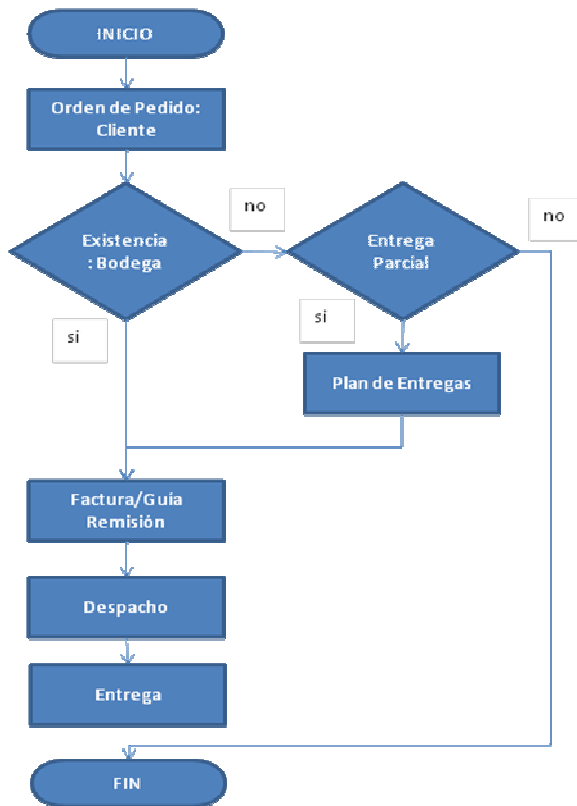 INICIO
Orden de Pedido:
Cliente
no
no
Existencia
: Bodega
Entrega
Parcial
si
si
Plan de Entregas
Factura/Guía
Remisión
Despacho
Entrega
FIN